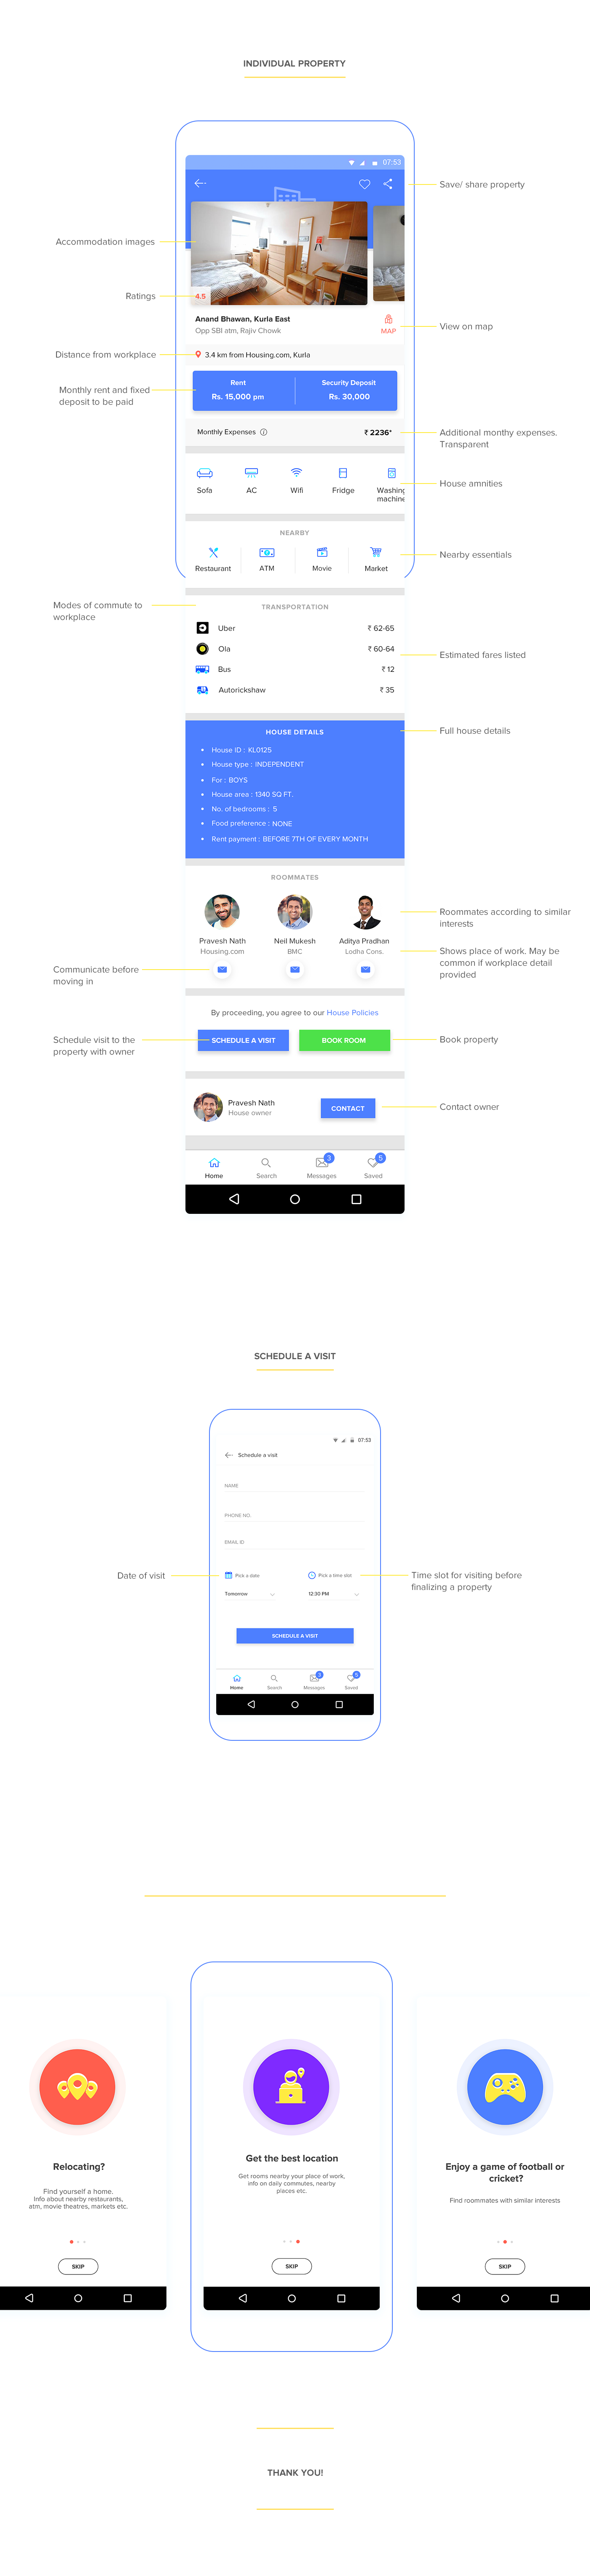 INDIVIDUAL PROPERTY
07:53
Save/ share property
Accommodation images
Ratings
4.5
Anand Bhawan, Kurla East
Opp SBI atm, Rajiv Chowk
MAP
View on map
Distance from workplace
3.4 km from Housing.com, Kurla
Monthly rent and fixed
deposit to be paid
Rent
Security Deposit
Rs. 15,000 pm
Rs. 30,000
Monthly Expenses
₹ 2236*
Additional monthy expenses.
Transparent
Sofa
AC
Wifi
Fridge
Washing
machine
House amnities
NEARBY
Restaurant
ATM
Movie
Market
Nearby essentials
Modes of commute to
workplace
TRANSPORTATION
Uber
₹ 62-65
Ola
₹ 60-64
Bus
₹ 12
Autorickshaw
₹ 35
Estimated fares listed
HOUSE DETAILS
Full house details
House ID : KL0125
House type : INDEPENDENT
For : BOYS
House area : 1340 SQ FT.
No. of bedrooms : 5
Food preference : NONE
Rent payment : BEFORE 7TH OF EVERY MONTH
ROOMMATES
Pravesh Nath
Housing.com
Neil Mukesh
BMC
Aditya Pradhan
Lodha Cons.
Roommates according to similar
interests
Shows place of work. May be
common if workplace detail
provided
Communicate before
moving in
By proceeding, you agree to our House Policies
Schedule visit to the
property with owner
SCHEDULE A VISIT
BOOK ROOM
Book property
Pravesh Nath
House owner
CONTACT
Contact owner
3
5
Home
Search
Messages
Saved
SCHEDULE A VISIT
07:53
Schedule a visit
NAME
PHONE NO.
EMAIL ID
Date of visit
Pick a date
Pick a time slot
Time slot for visiting before
finalizing a property
Tomorrow
12:30 PM
SCHEDULE A VISIT
3
5
Home
Search
Messages
Saved
Relocating?
Find yourself a home.
Info about nearby restaurants,
atm, movie theatres, markets etc.
SKIP
Get the best location
Get rooms nearby your place of work,
info on daily commutes, nearby
places etc.
SKIP
Enjoy a game of football or
cricket?
Find roommates with similar interests
SKIP
THANK YOU!